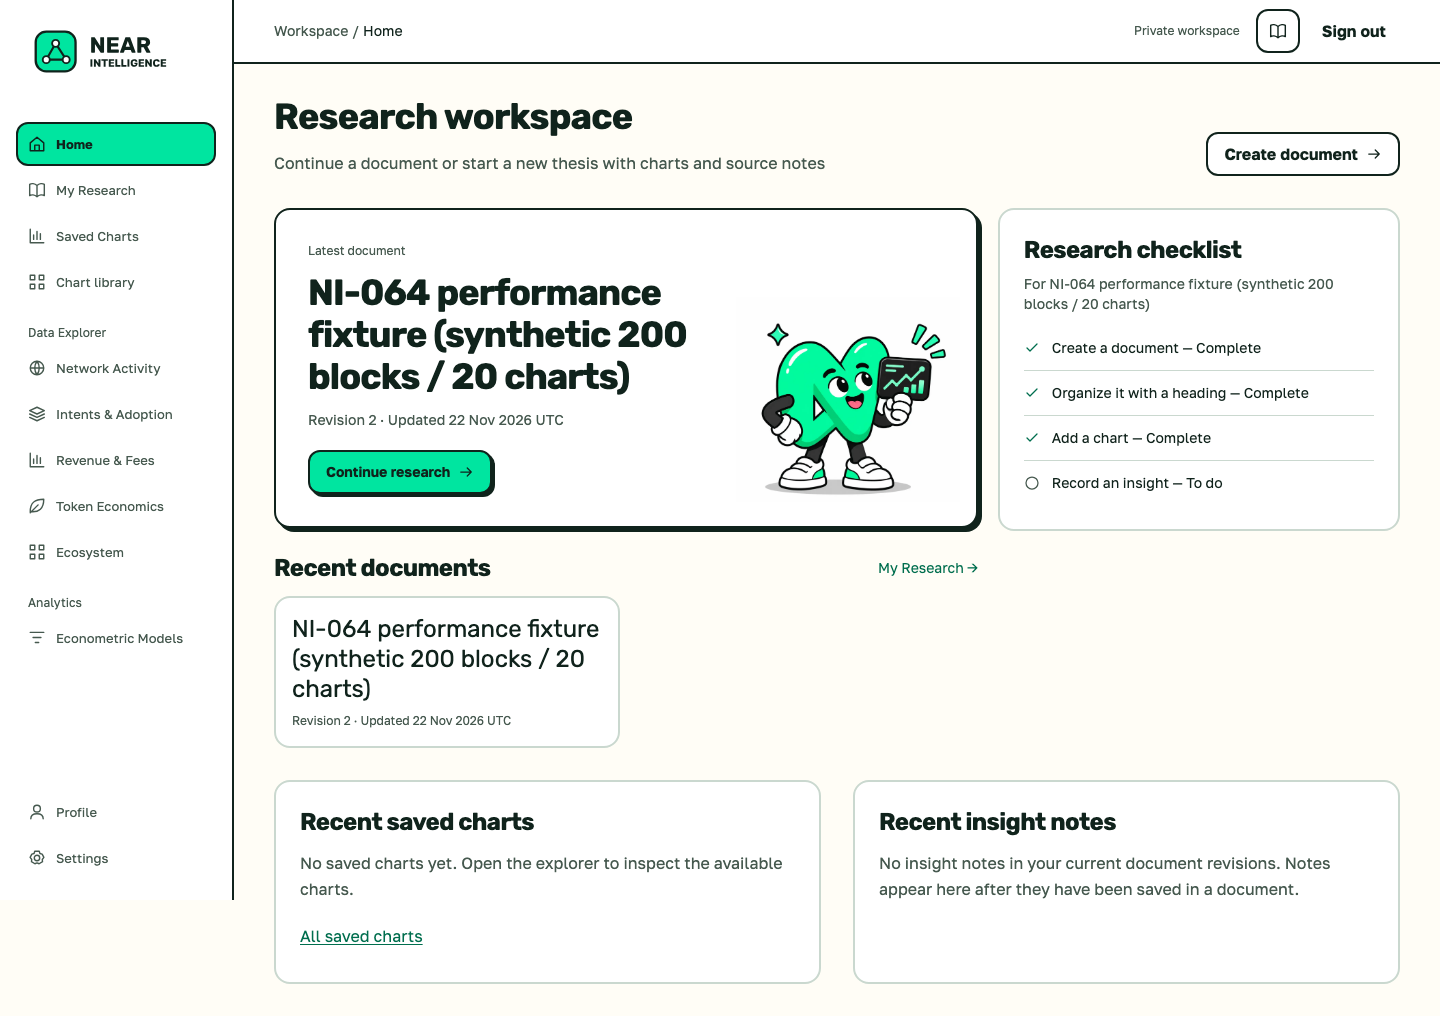 NEAR
INTELLIGENCE
Home
My Research
Saved Charts
Chart library
Data Explorer
Network Activity
Intents & Adoption
Revenue & Fees
Token Economics
Ecosystem
Analytics
Econometric Models
Profile
Settings
Workspace / Home
Private workspace
Sign out
Research workspace
Continue a document or start a new thesis with charts and source notes
Create document →
Latest document
NI-064 performance
fixture (synthetic 200
blocks / 20 charts)
Revision 2 · Updated 22 Nov 2026 UTC
Continue research →
Research checklist
For NI-064 performance fixture (synthetic 200
blocks / 20 charts)
Create a document — Complete
Organize it with a heading — Complete
Add a chart — Complete
Record an insight — To do
Recent documents
My Research →
NI-064 performance fixture
(synthetic 200 blocks / 20
charts)
Revision 2 · Updated 22 Nov 2026 UTC
Recent saved charts
No saved charts yet. Open the explorer to inspect the available
charts.
All saved charts
Recent insight notes
No insight notes in your current document revisions. Notes
appear here after they have been saved in a document.